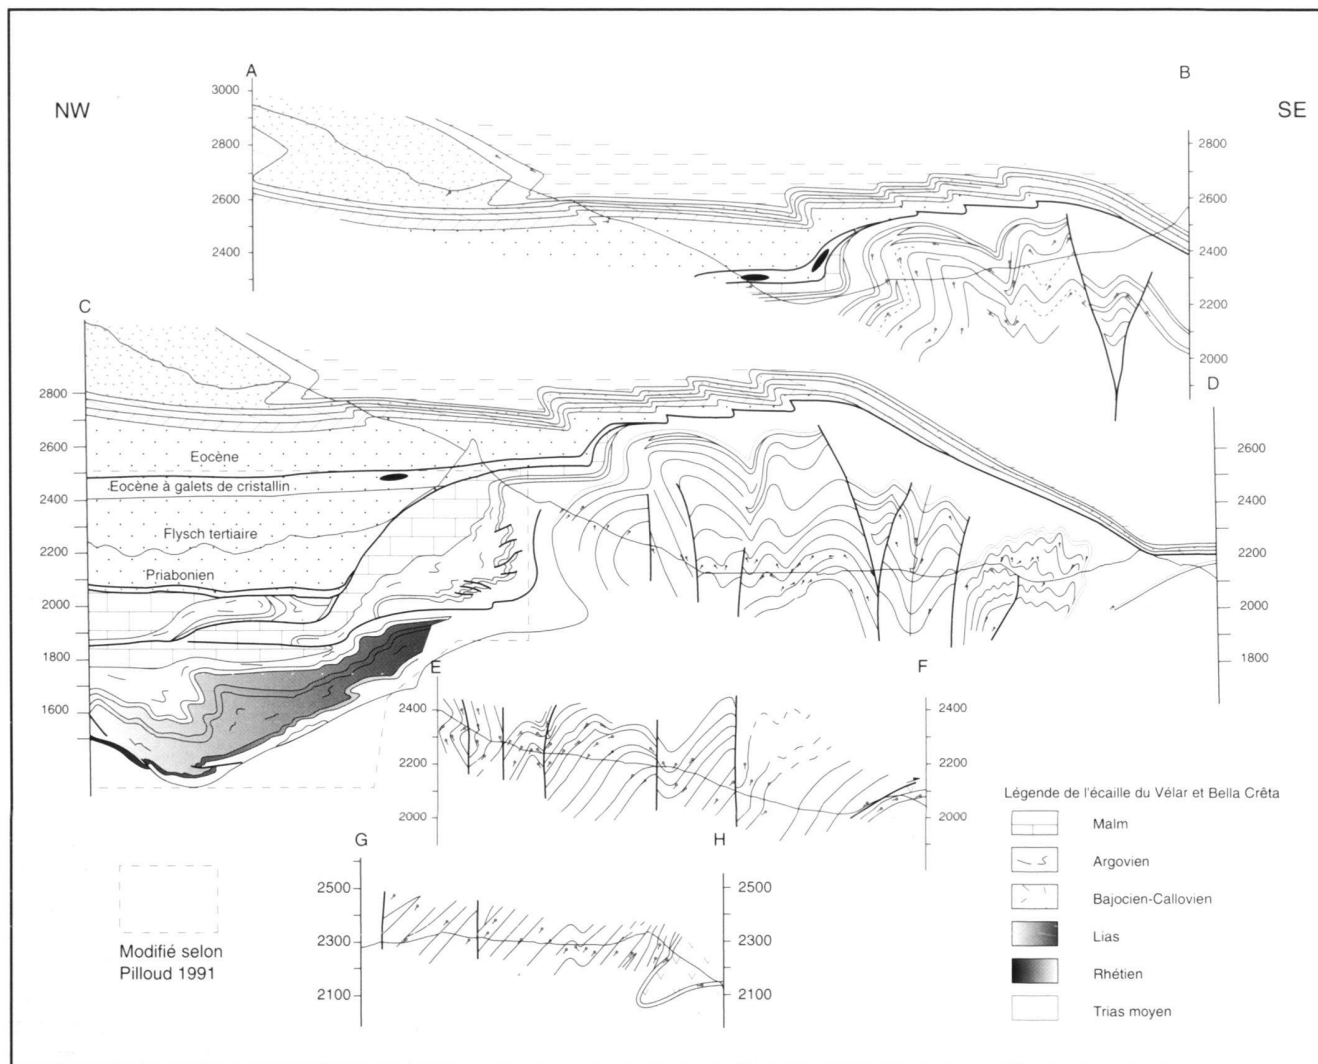 A
B
NW
SE
3000
2800
2600
2400
2800
2600
2400
2200
2000
C
D
2800
2600
2400
2200
2000
1800
1600
2600
2400
2200
2000
1800
Eocène
Eocène à galets de cristallin
Flysch tertiaire
Priabonien
E
F
2400
2200
2000
2400
2200
2000
G
H
2500
2300
2100
2500
2300
2100
Modifié selon
Pilloud 1991
Légende de l'écaille du Vélar et Bella Crêta
Malm
Argovien
Bajocien-Callovien
Lias
Rhétien
Trias moyen